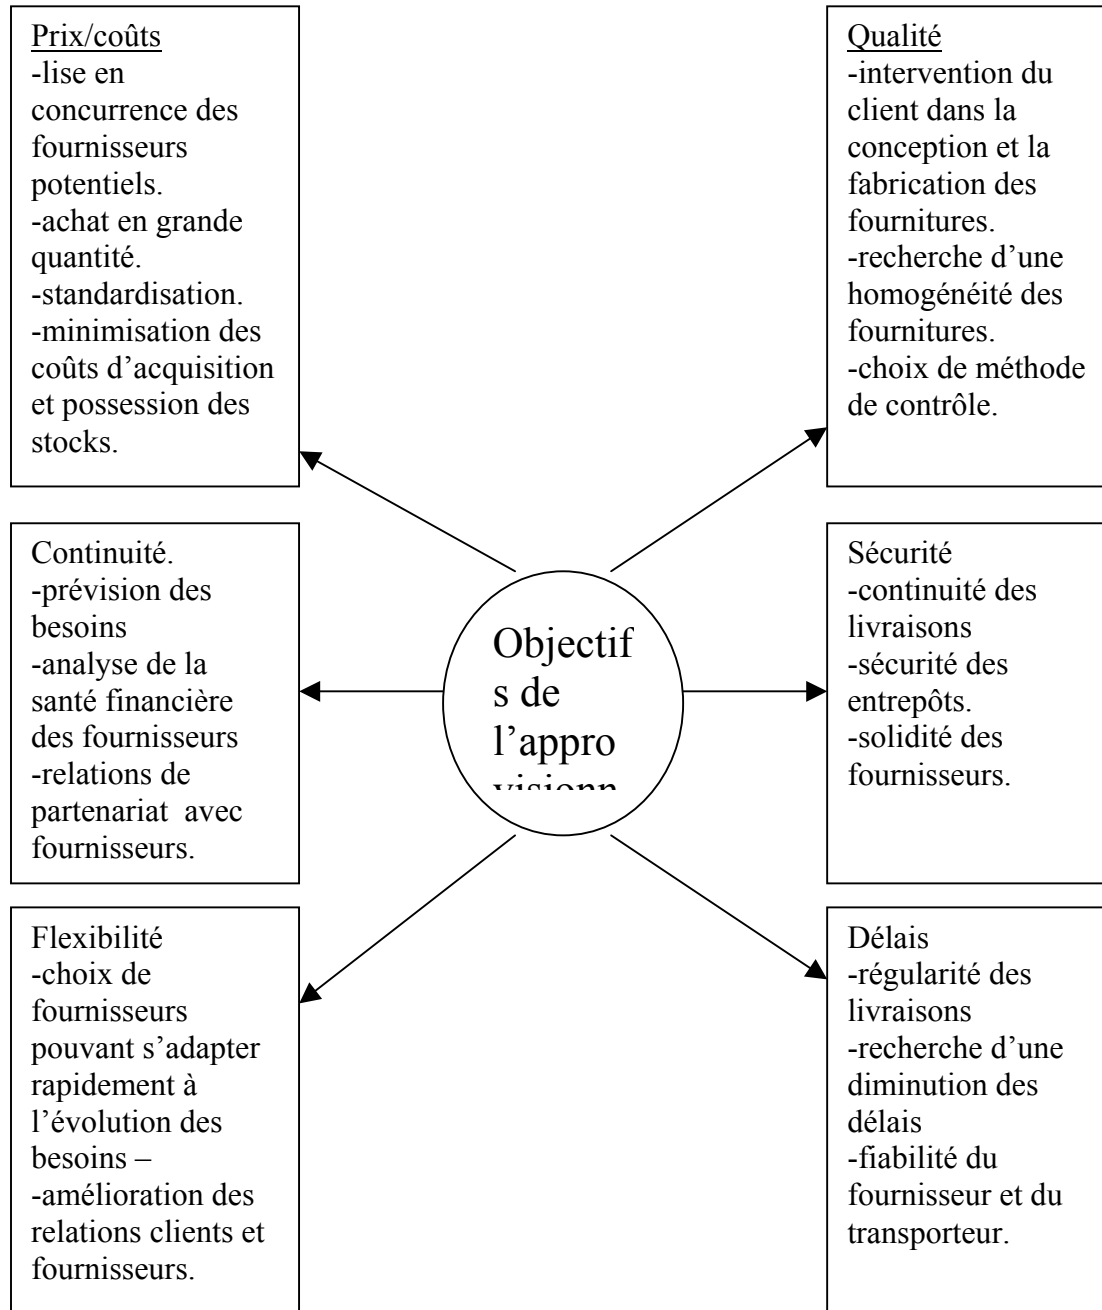 Prix/coûts
-lise en
concurrence des
fournisseurs
potentiels.
-achat en grande
quantité.
-standardisation.
-minimisation des
coûts d’acquisition
et possession des
stocks.
Qualité
-intervention du
client dans la
conception et la
fabrication des
fournitures.
-recherche d’une
homogénéité des
fournitures.
-choix de méthode
de contrôle.
Continuité.
-prévision des
besoins
-analyse de la
santé financière
des fournisseurs
-relations de
partenariat  avec
fournisseurs.
Objectif
s de
l’appro
visionn
Sécurité
-continuité des
livraisons
-sécurité des
entrepôts.
-solidité des
fournisseurs.
Flexibilité
-choix de
fournisseurs
pouvant s’adapter
rapidement à
l’évolution des
besoins –
-amélioration des
relations clients et
fournisseurs.
Délais
-régularité des
livraisons
-recherche d’une
diminution des
délais
-fiabilité du
fournisseur et du
transporteur.